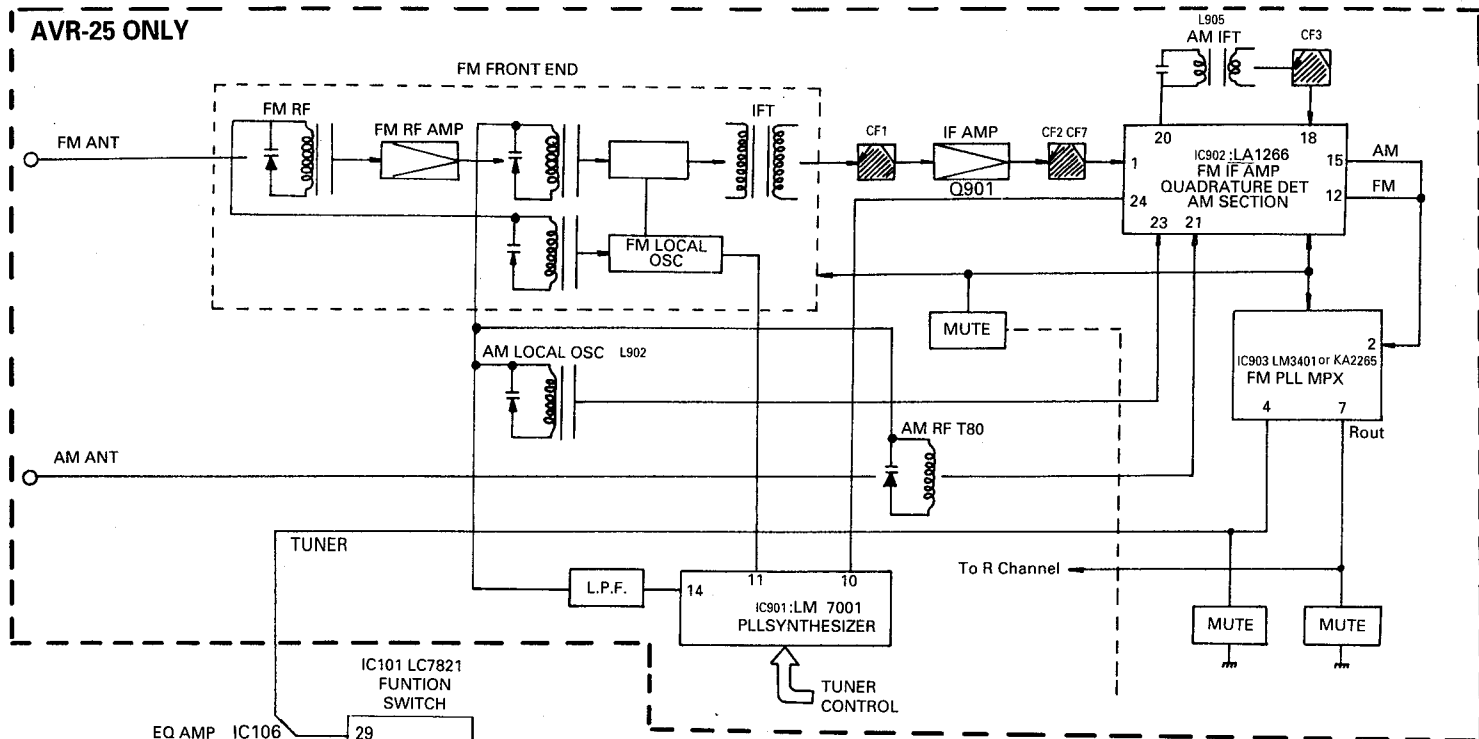 AVR-25 ONLY
L905
AM IFT
CF3
FM FRONT END
FM RF
FM RF AMP
IFT
FM ANT
CF1
IF AMP
Q901
CF2 CF7
20
18
1
IC902:LA1266
FM IF AMP
QUADRATURE DET
AM SECTION
15
AM
12
FM
24
23
21
FM LOCAL
OSC
MUTE
AM LOCAL OSC L902
2
IC903 LM3401 or KA2265
FM PLL MPX
4
7
Rout
AM RF T80
AM ANT
TUNER
To R Channel
L.P.F.
14
11
10
IC901:LM 7001
PLLSYNTHESIZER
MUTE
MUTE
TUNER
CONTROL
IC101 LC7821
FUNTION
SWITCH
EQ AMP IC106
29